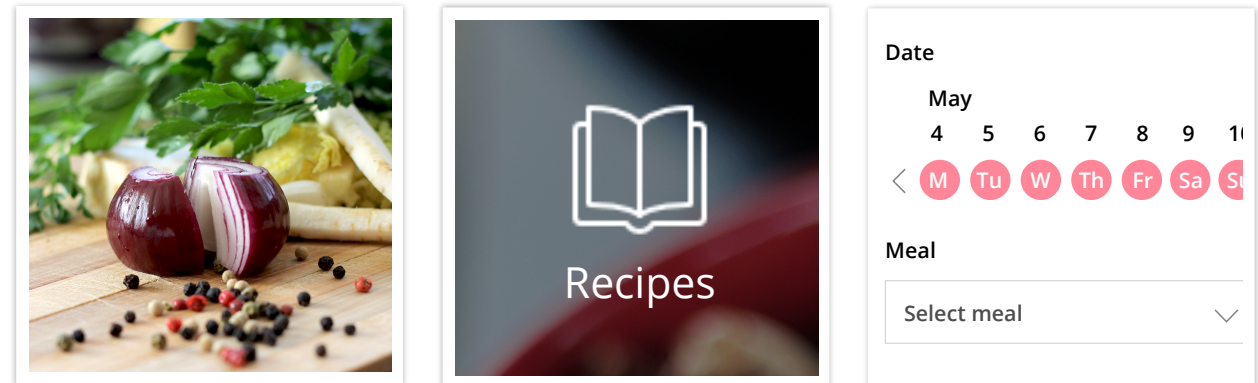 Recipes
Date
May
4 5 6 7 8 9
M Tu W Th Fr Sa
Meal
Select meal